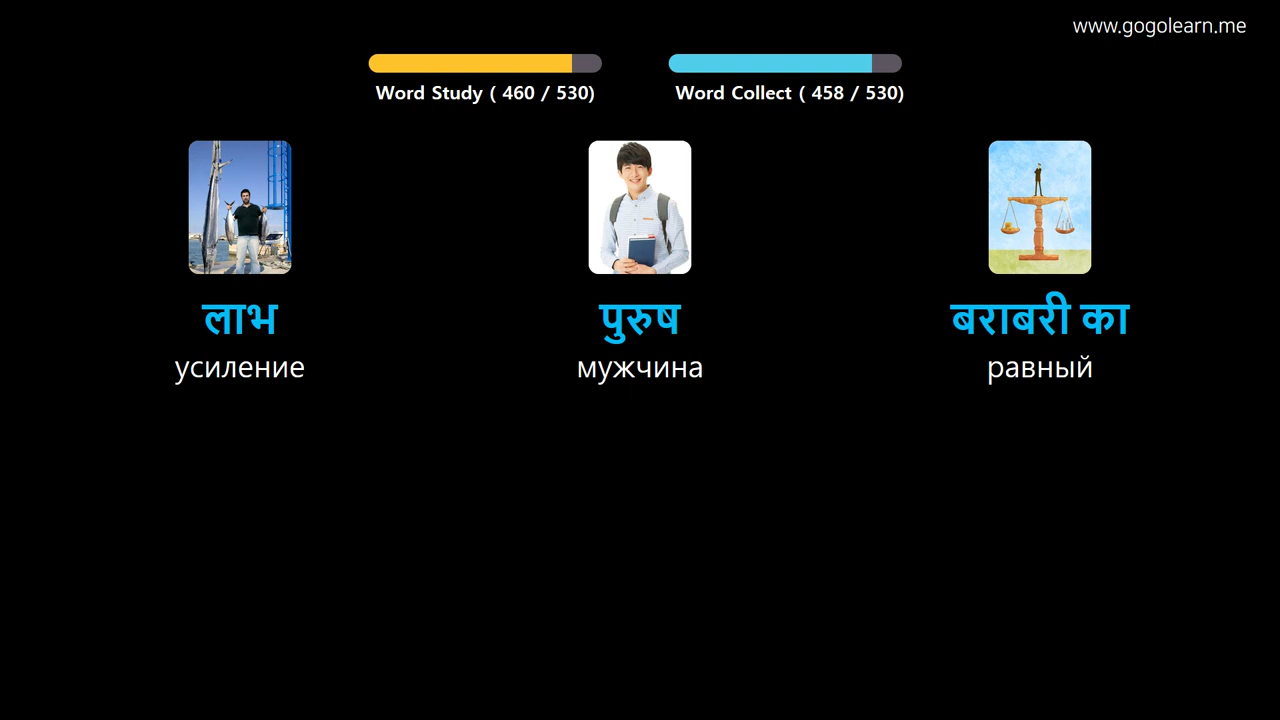 www.gogolearn.me
Word Study ( 460 / 530)
Word Collect ( 458 / 530)
लाभ
усиление
पुरुष
мужчина
बराबरी का
равный